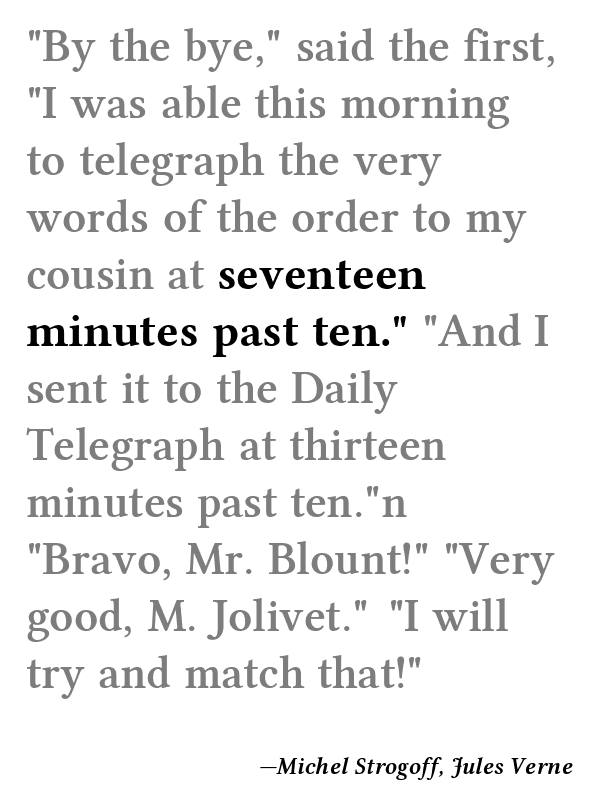 "By the bye," said the first,
"I was able this morning
to telegraph the very
words of the order to my
cousin at seventeen
minutes past ten." "And I
sent it to the Daily
Telegraph at thirteen
minutes past ten."n
"Bravo, Mr. Blount!" "Very
good, M. Jolivet." "I will
try and match that!"
—Michel Strogoff, Jules Verne